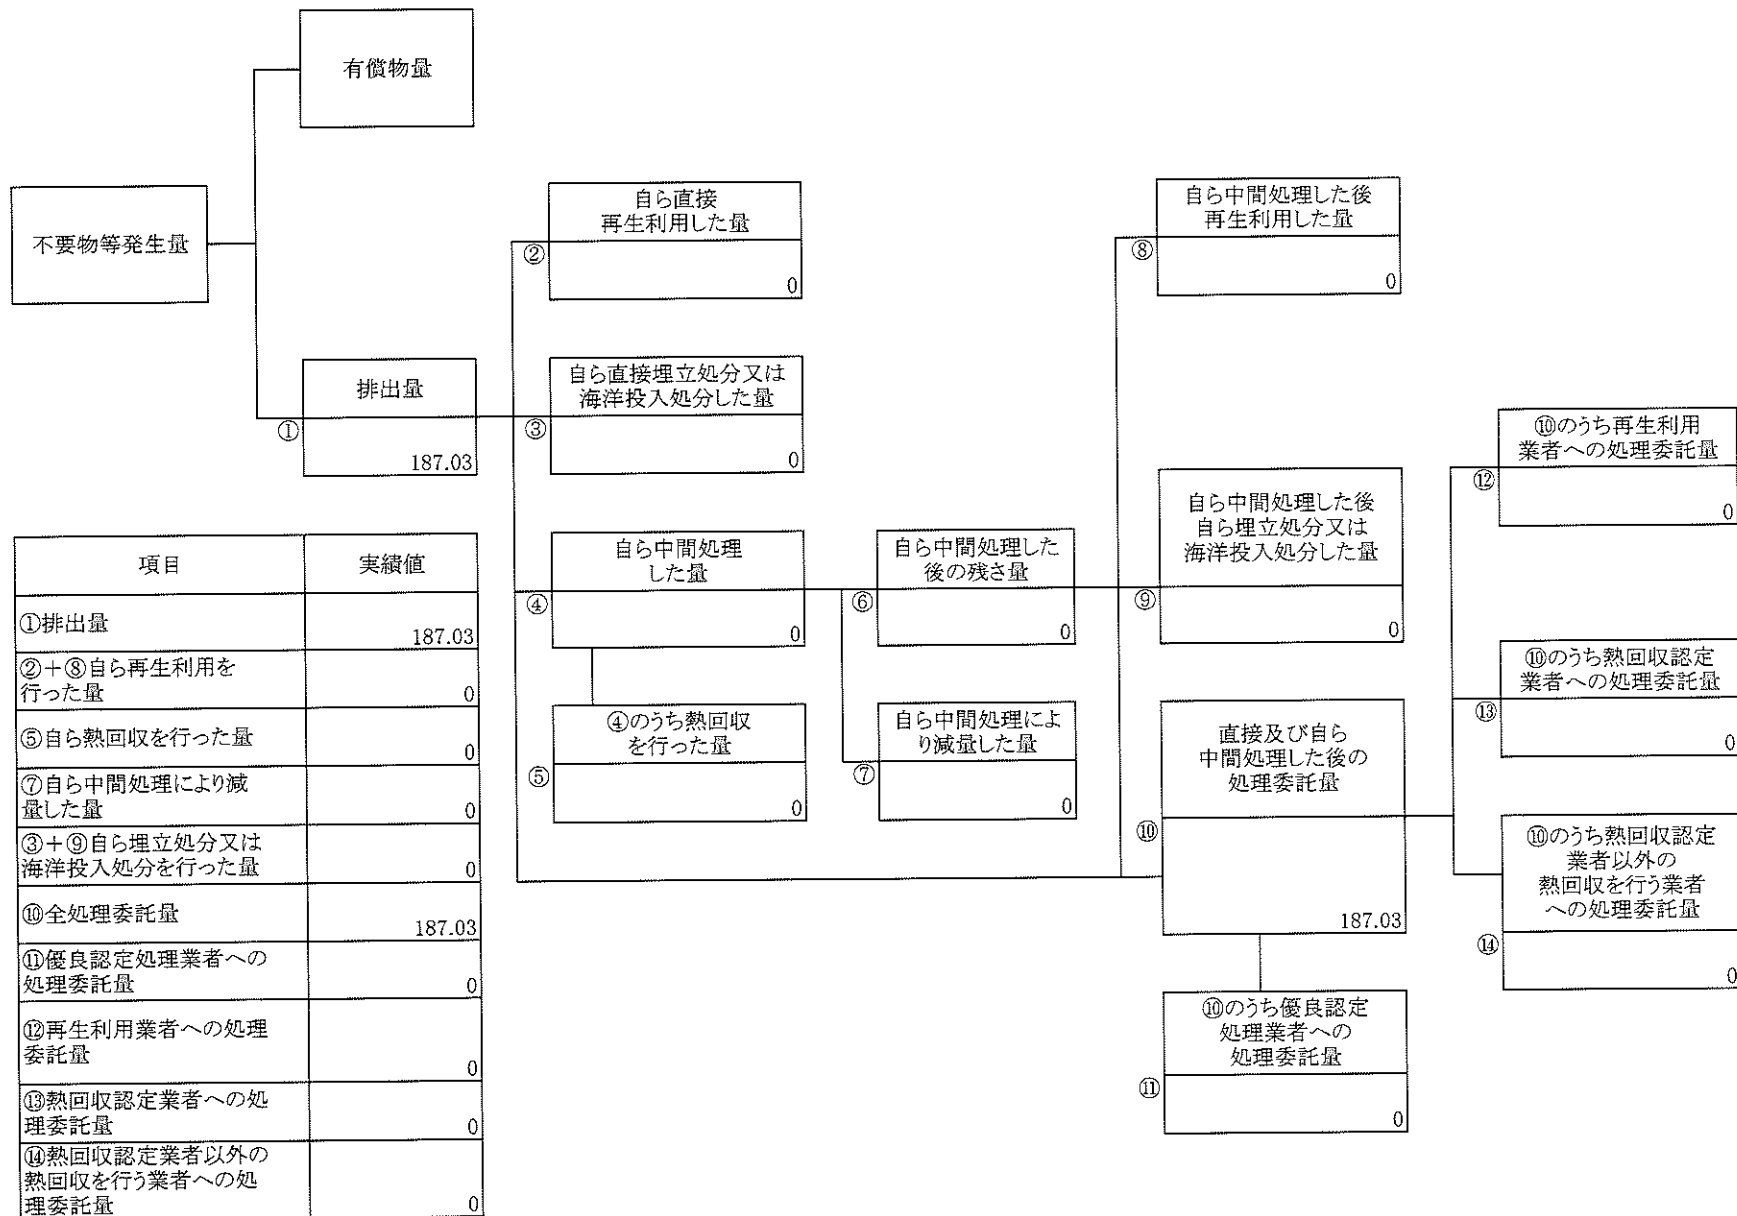 有償物量
不要物等発生量
排出量
①
187.03
自ら直接
再生利用した量
②
0
自ら直接埋立処分又は
海洋投入処分した量
③
0
自ら中間処理
した量
④
0
④のうち熱回収
を行った量
⑤
0
自ら中間処理した
後の残さ量
⑥
0
自ら中間処理によ
り減量した量
⑦
0
自ら中間処理した後
再生利用した量
⑧
0
自ら中間処理した後
自ら埋立処分又は
海洋投入処分した量
⑨
0
直接及び自ら
中間処理した後の
処理委託量
⑩
187.03
⑩のうち優良認定
処理業者への
処理委託量
⑪
0
⑩のうち再生利用
業者への処理委託量
⑫
0
⑩のうち熱回収認定
業者への処理委託量
⑬
0
⑩のうち熱回収認定
業者以外の
熱回収を行う業者
への処理委託量
⑭
0
項目 実績値
①排出量
187.03
②＋⑧自ら再生利用を
行った量
0
⑤自ら熱回収を行った量
0
⑦自ら中間処理により減
量した量
0
③＋⑨自ら埋立処分又は
海洋投入処分を行った量
0
⑩全処理委託量
187.03
⑪優良認定処理業者への
処理委託量
0
⑫再生利用業者への処理
委託量
0
⑬熱回収認定業者への処
理委託量
0
⑭熱回収認定業者以外の
熱回収を行う業者への処
理委託量
0